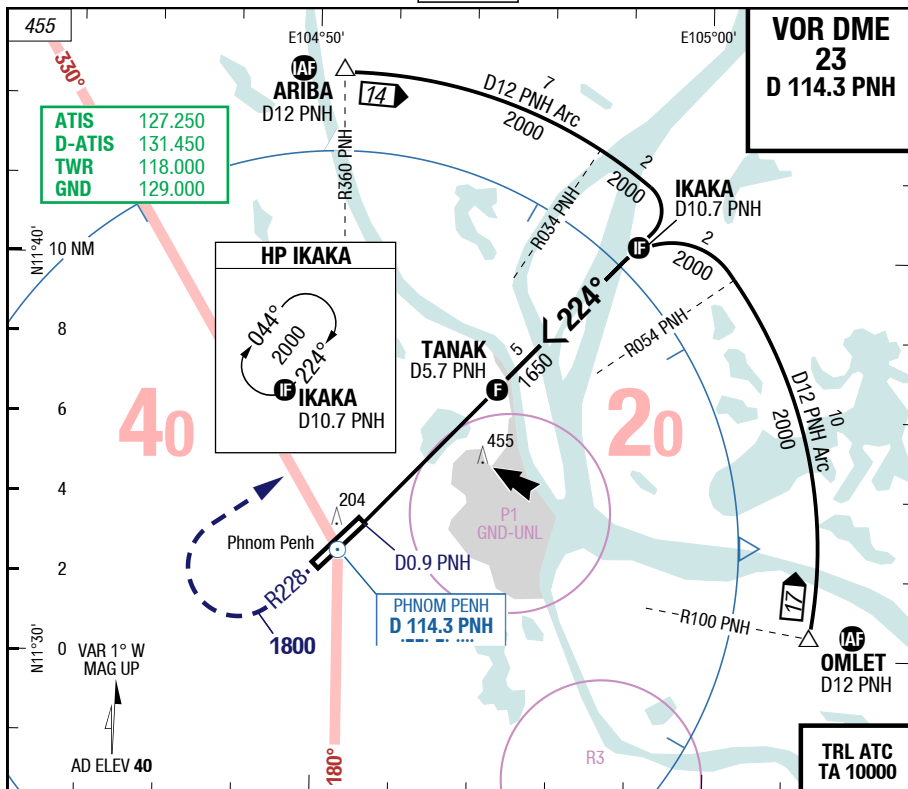 455
E104°50'
E105°00'
VOR DME
23
D 114.3 PNH
330°
IAF
ARIBA
D12 PNH
14
7
D12 PNH Arc
2000
ATIS 127.250
D-ATIS 131.450
TWR 118.000
GND 129.000
R360 PNH
2
2000
R034 PNH
IKAKA
D10.7 PNH
IF
N11°40'
10 NM
2
2000
HP IKAKA
044°
2000
224°
IF
IKAKA
D10.7 PNH
224°
R054 PNH
8
TANAK
D5.7 PNH
5
1650
F
6
40
20
D12 PNH Arc
10
2000
455
4
204
P1
GND-UNL
Phnom Penh
D0.9 PNH
2
R228
PHNOM PENH
D 114.3 PNH
17
R100 PNH
1800
N11°30'
0
VAR 1° W
MAG UP
IAF
OMLET
D12 PNH
AD ELEV 40
180°
R3
TRL ATC
TA 10000